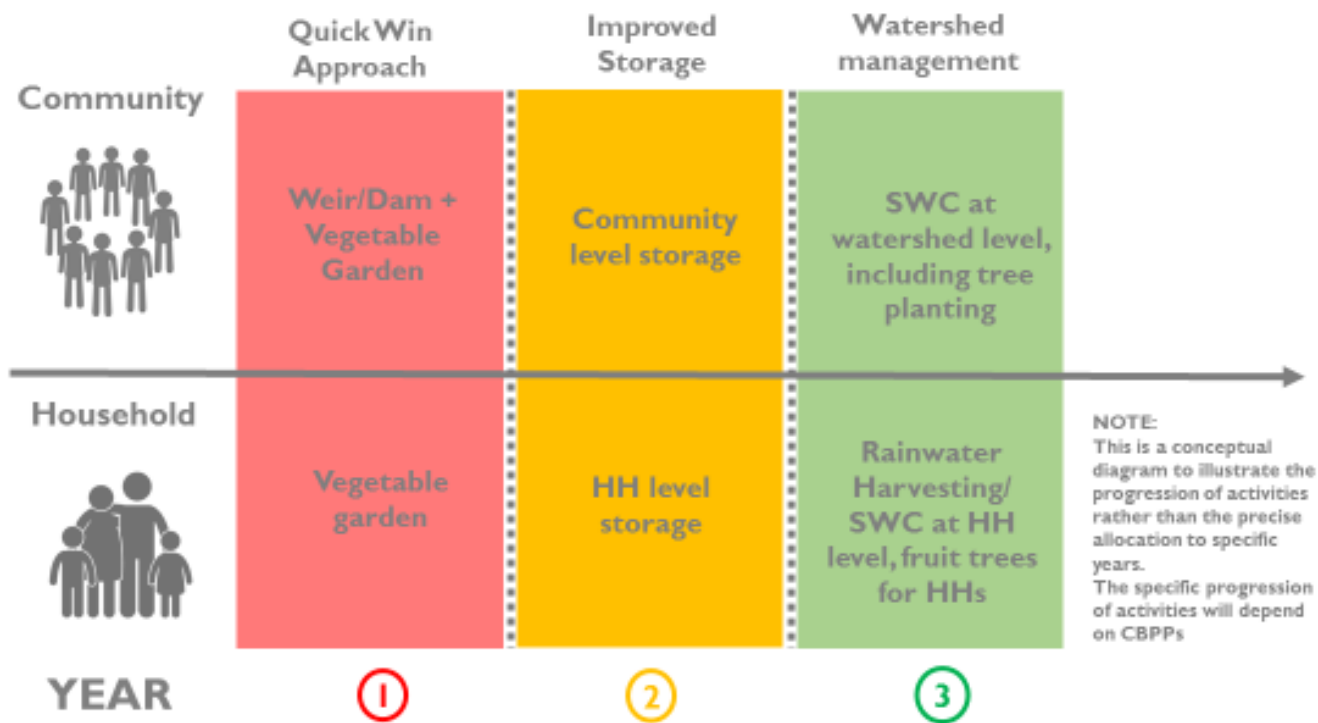 Quick Win
Approach
Improved
Storage
Watershed
management
Community
Weir/Dam +
Vegetable
Garden
Community
level storage
SWC at
watershed level,
including tree
planting
Household
Vegetable
garden
HH level
storage
Rainwater
Harvesting/
SWC at HH
level, fruit trees
for HHs
NOTE:
This is a conceptual
diagram to illustrate the
progression of activities
rather than the precise
allocation to specific
years.
The specific progression
of activities will depend
on CBPPs
YEAR
1
2
3